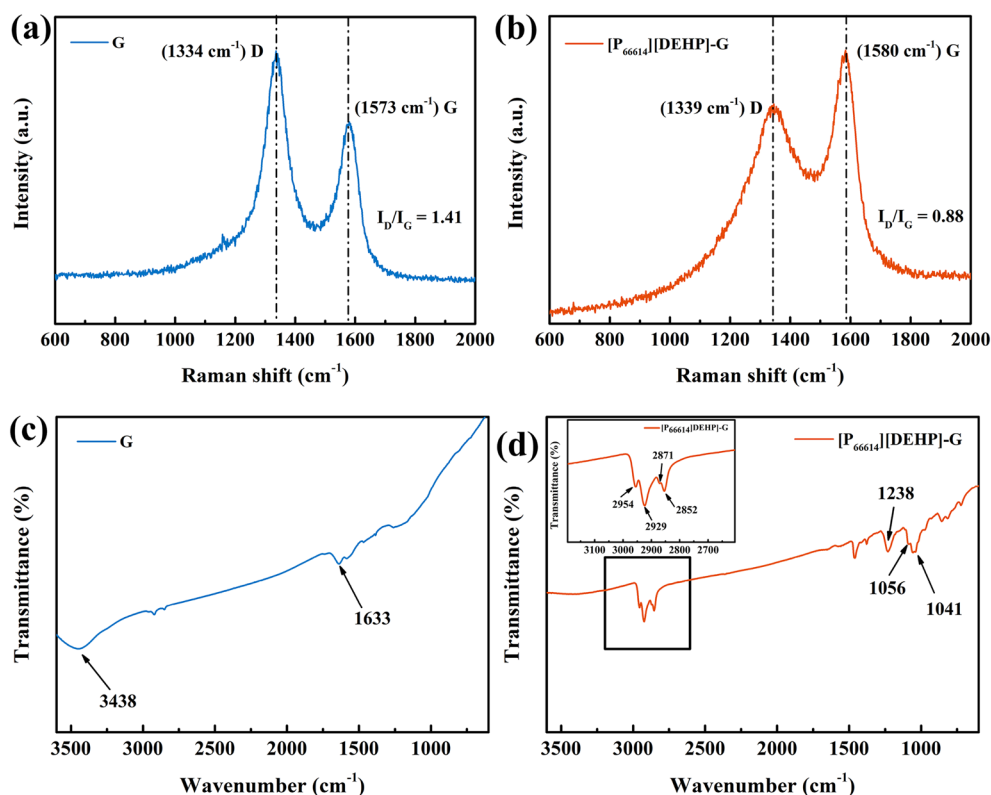 (a)
G
(1334 cm⁻¹) D
(1573 cm⁻¹) G
I_D/I_G = 1.41
Intensity (a.u.)
600 800 1000 1200 1400 1600 1800 2000
Raman shift (cm⁻¹)
(b)
[P₆₆₆₁₄][DEHP]-G
(1580 cm⁻¹) G
(1339 cm⁻¹) D
I_D/I_G = 0.88
Intensity (a.u.)
600 800 1000 1200 1400 1600 1800 2000
Raman shift (cm⁻¹)
(c)
G
1633
3438
Transmittance (%)
3500 3000 2500 2000 1500 1000
Wavenumber (cm⁻¹)
(d)
[P₆₆₆₁₄][DEHP]-G
[P₆₆₆₁₄][DEHP]-G
2871
2954
2852
2929
Transmittance (%)
3100 3000 2900 2800 2700
1238
1056
1041
Transmittance (%)
3500 3000 2500 2000 1500 1000
Wavenumber (cm⁻¹)